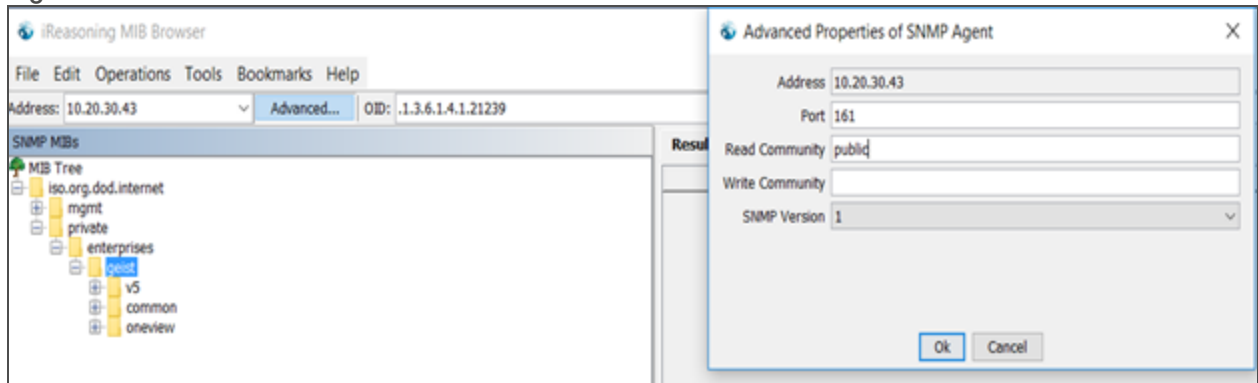 iReasoning MIB Browser
File Edit Operations Tools Bookmarks Help
Address: 10.20.30.43 Advanced... OID: .1.3.6.1.4.1.21239
SNMP MIBs
MIB Tree
iso.org.dod.internet
mgmt
private
enterprises
geist
v5
common
oneview
Resul
Advanced Properties of SNMP Agent
Address 10.20.30.43
Port 161
Read Community public
Write Community
SNMP Version 1
Ok Cancel